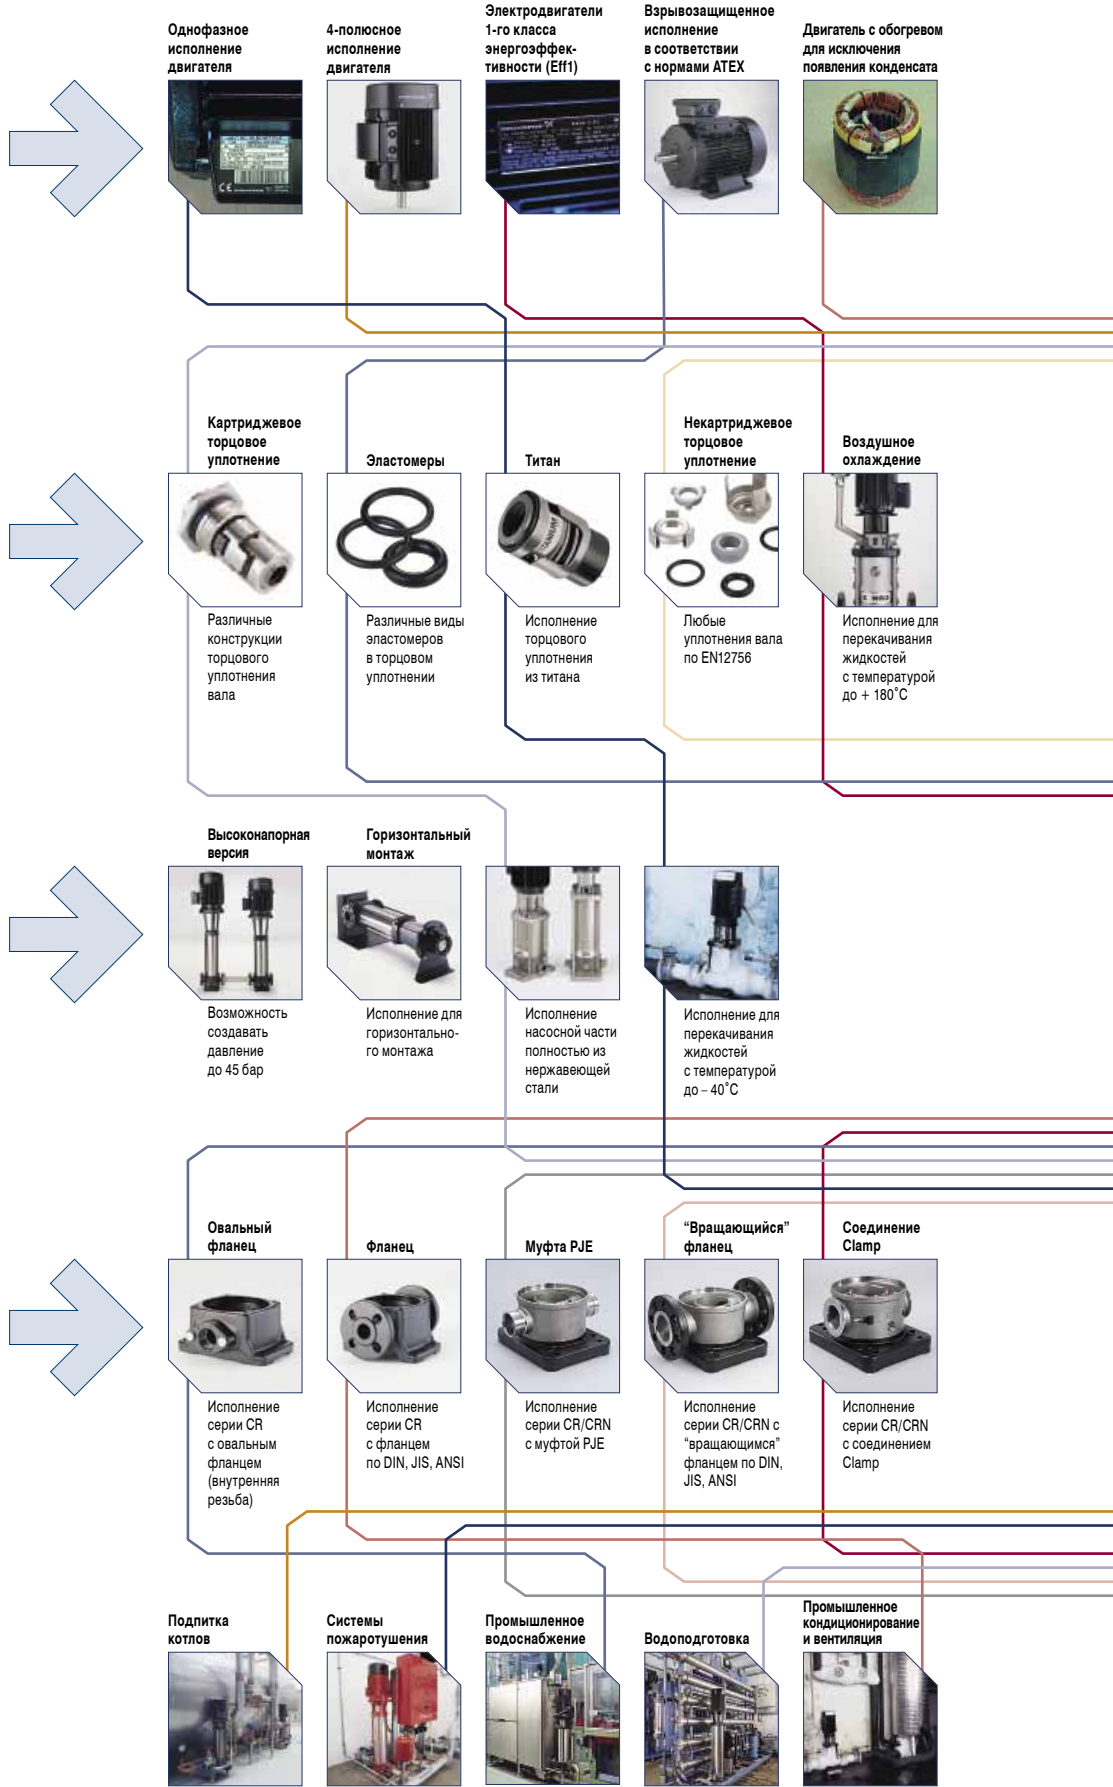 Однофазное
исполнение
двигателя
4-полюсное
исполнение
двигателя
Электродвигатели
1-го класса
энергоэффек-
тивности (Eff1)
Взрывозащищенное
исполнение
в соответствии
с нормами ATEX
Двигатель с обогревом
для исключения
появления конденсата
CE
Картриджевое
торцовое
уплотнение
Эластомеры
Титан
Некартриджевое
торцовое
уплотнение
Воздушное
охлаждение
Различные
конструкции
торцового
уплотнения
вала
Различные виды
эластомеров
в торцовом
уплотнении
Исполнение
торцового
уплотнения
из титана
Любые
уплотнения вала
по EN12756
Исполнение для
перекачивания
жидкостей
с температурой
до + 180˚C
Высоконапорная
версия
Горизонтальный
монтаж
Возможность
создавать
давление
до 45 бар
Исполнение для
горизонтально-
го монтажа
Исполнение
насосной части
полностью из
нержавеющей
стали
Исполнение для
перекачивания
жидкостей
с температурой
до – 40˚C
Овальный
фланец
Фланец
Муфта PJE
“Вращающийся”
фланец
Соединение
Clamp
Исполнение
серии CR
с овальным
фланцем
(внутренняя
резьба)
Исполнение
серии CR
с фланцем
по DIN, JIS, ANSI
Исполнение
серии CR/CRN
с муфтой PJE
Исполнение
серии CR/CRN с
“вращающимся”
фланцем по DIN,
JIS, ANSI
Исполнение
серии CR/CRN
с соединением
Clamp
Подпитка
котлов
Системы
пожаротушения
Промышленное
водоснабжение
Водоподготовка
Промышленное
кондиционирование
и вентиляция